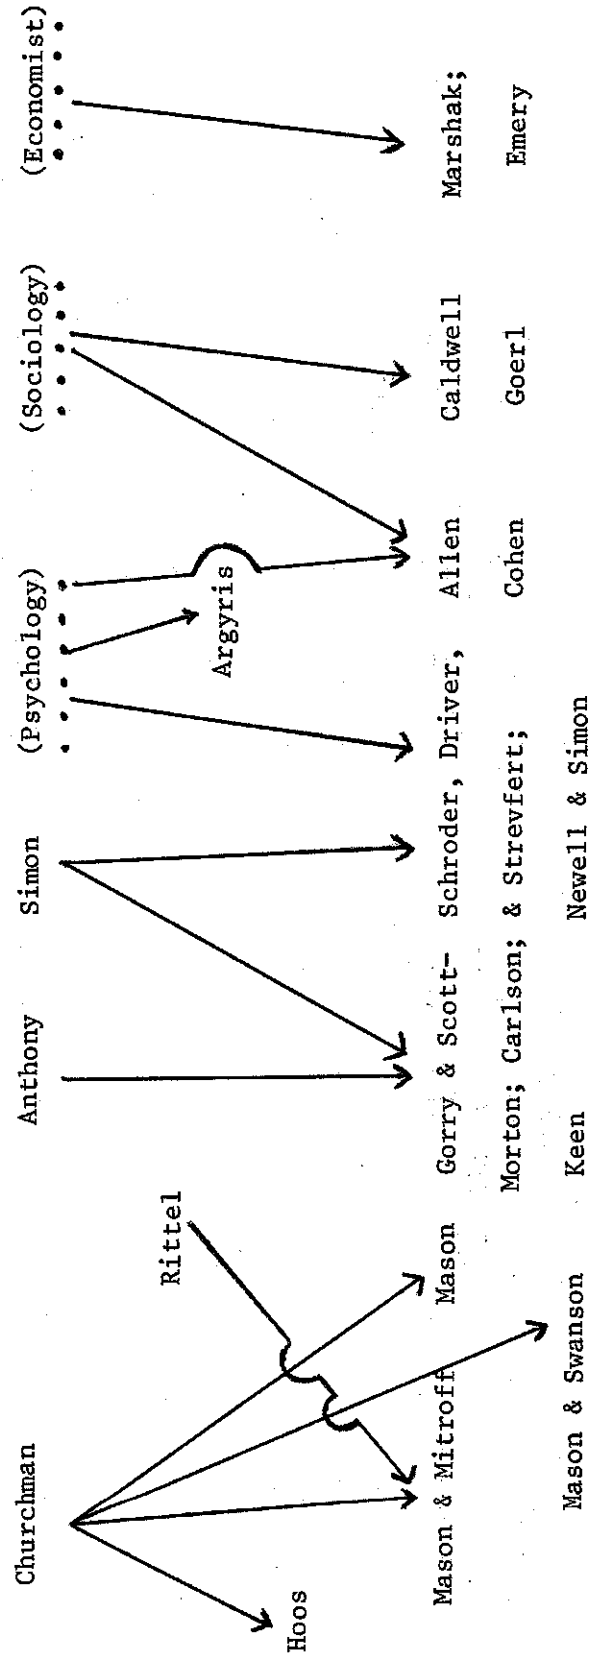 Churchman
Anthony
Simon
(Psychology)
(Sociology)
(Economist)
Rittel
Argyris
Hoos
Mason & Mitroff
Mason
Mason & Swanson
Gorry & Scott-
Morton; Carlson;
Keen
Schroder, Driver,
& Strevfert;
Newell & Simon
Allen
Cohen
Caldwell
Goerl
Marshak;
Emery